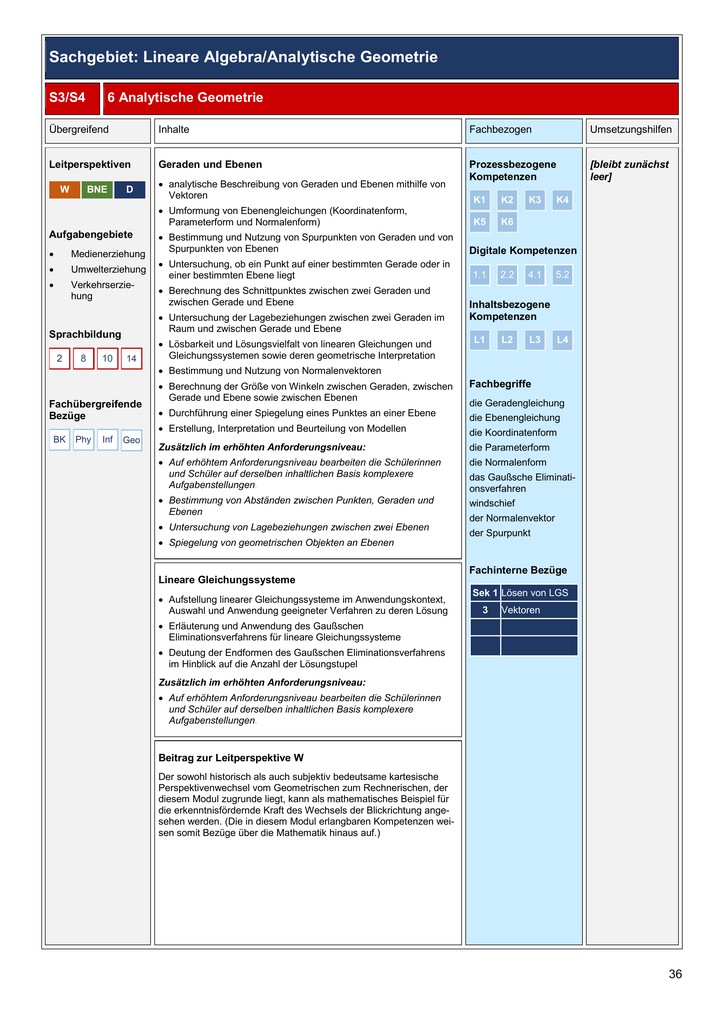 Sachgebiet: Lineare Algebra/Analytische Geometrie
S3/S4 6 Analytische Geometrie
Übergreifend
Inhalte
Fachbezogen
Umsetzungshilfen
Leitperspektiven
W BNE D
Aufgabengebiete
• Medienerziehung
• Umwelterziehung
• Verkehrserzie-
hung
Sprachbildung
2 8 10 14
Fachübergreifende
Bezüge
BK Phy Inf Geo
Geraden und Ebenen
• analytische Beschreibung von Geraden und Ebenen mithilfe von
Vektoren
• Umformung von Ebenengleichungen (Koordinatenform,
Parameterform und Normalenform)
• Bestimmung und Nutzung von Spurpunkten von Geraden und von
Spurpunkten von Ebenen
• Untersuchung, ob ein Punkt auf einer bestimmten Gerade oder in
einer bestimmten Ebene liegt
• Berechnung des Schnittpunktes zwischen zwei Geraden und
zwischen Gerade und Ebene
• Untersuchung der Lagebeziehungen zwischen zwei Geraden im
Raum und zwischen Gerade und Ebene
• Lösbarkeit und Lösungsvielfalt von linearen Gleichungen und
Gleichungssystemen sowie deren geometrische Interpretation
• Bestimmung und Nutzung von Normalenvektoren
• Berechnung der Größe von Winkeln zwischen Geraden, zwischen
Gerade und Ebene sowie zwischen Ebenen
• Durchführung einer Spiegelung eines Punktes an einer Ebene
• Erstellung, Interpretation und Beurteilung von Modellen
Zusätzlich im erhöhten Anforderungsniveau:
• Auf erhöhtem Anforderungsniveau bearbeiten die Schülerinnen
und Schüler auf derselben inhaltlichen Basis komplexere
Aufgabenstellungen
• Bestimmung von Abständen zwischen Punkten, Geraden und
Ebenen
• Untersuchung von Lagebeziehungen zwischen zwei Ebenen
• Spiegelung von geometrischen Objekten an Ebenen
Lineare Gleichungssysteme
• Aufstellung linearer Gleichungssysteme im Anwendungskontext,
Auswahl und Anwendung geeigneter Verfahren zu deren Lösung
• Erläuterung und Anwendung des Gaußschen
Eliminationsverfahrens für lineare Gleichungssysteme
• Deutung der Endformen des Gaußschen Eliminationsverfahrens
im Hinblick auf die Anzahl der Lösungstupel
Zusätzlich im erhöhten Anforderungsniveau:
• Auf erhöhtem Anforderungsniveau bearbeiten die Schülerinnen
und Schüler auf derselben inhaltlichen Basis komplexere
Aufgabenstellungen
Beitrag zur Leitperspektive W
Der sowohl historisch als auch subjektiv bedeutsame kartesische
Perspektivenwechsel vom Geometrischen zum Rechnerischen, der
diesem Modul zugrunde liegt, kann als mathematisches Beispiel für
die erkenntnisfördernde Kraft des Wechsels der Blickrichtung ange-
sehen werden. (Die in diesem Modul erlangbaren Kompetenzen wei-
sen somit Bezüge über die Mathematik hinaus auf.)
Prozessbezogene
Kompetenzen
K1 K2 K3 K4
K5 K6
Digitale Kompetenzen
1.1 2.2 4.1 5.2
Inhaltsbezogene
Kompetenzen
L1 L2 L3 L4
Fachbegriffe
die Geradengleichung
die Ebenengleichung
die Koordinatenform
die Parameterform
die Normalenform
das Gaußsche Eliminati-
onsverfahren
windschief
der Normalenvektor
der Spurpunkt
Fachinterne Bezüge
Sek 1 Lösen von LGS
3 Vektoren
[bleibt zunächst
leer]
36